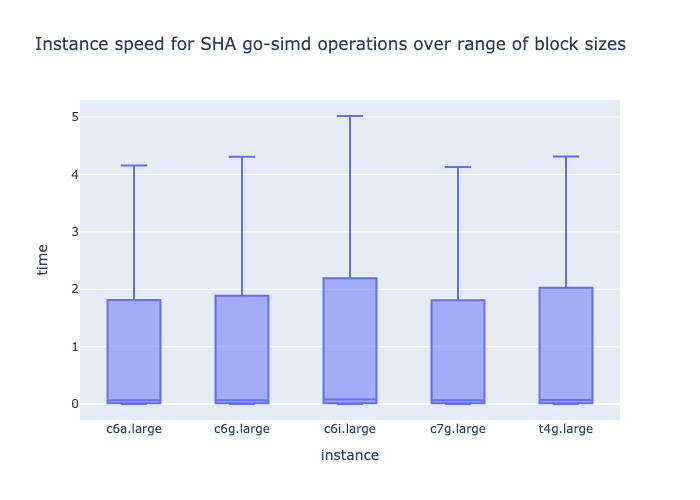 Instance speed for SHA go-simd operations over range of block sizes
5
4
3
2
1
0
time
c6a.large
c6g.large
c6i.large
c7g.large
t4g.large
instance